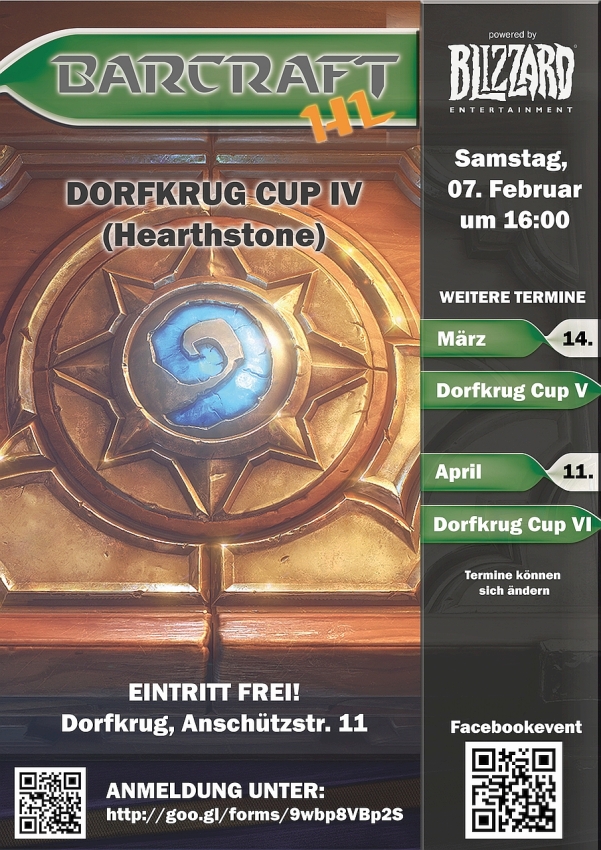 BARCRAFT
HL
DORFKRUG CUP IV
(Hearthstone)
EINTRITT FREI!
Dorfkrug, Anschützstr. 11
ANMELDUNG UNTER:
http://goo.gl/forms/9wbp8VBp2S
powered by
BLIZZARD
ENTERTAINMENT
Samstag,
07. Februar
um 16:00
WEITERE TERMINE
März 14.
Dorfkrug Cup V
April 11.
Dorfkrug Cup VI
Termine können
sich ändern
Facebookevent